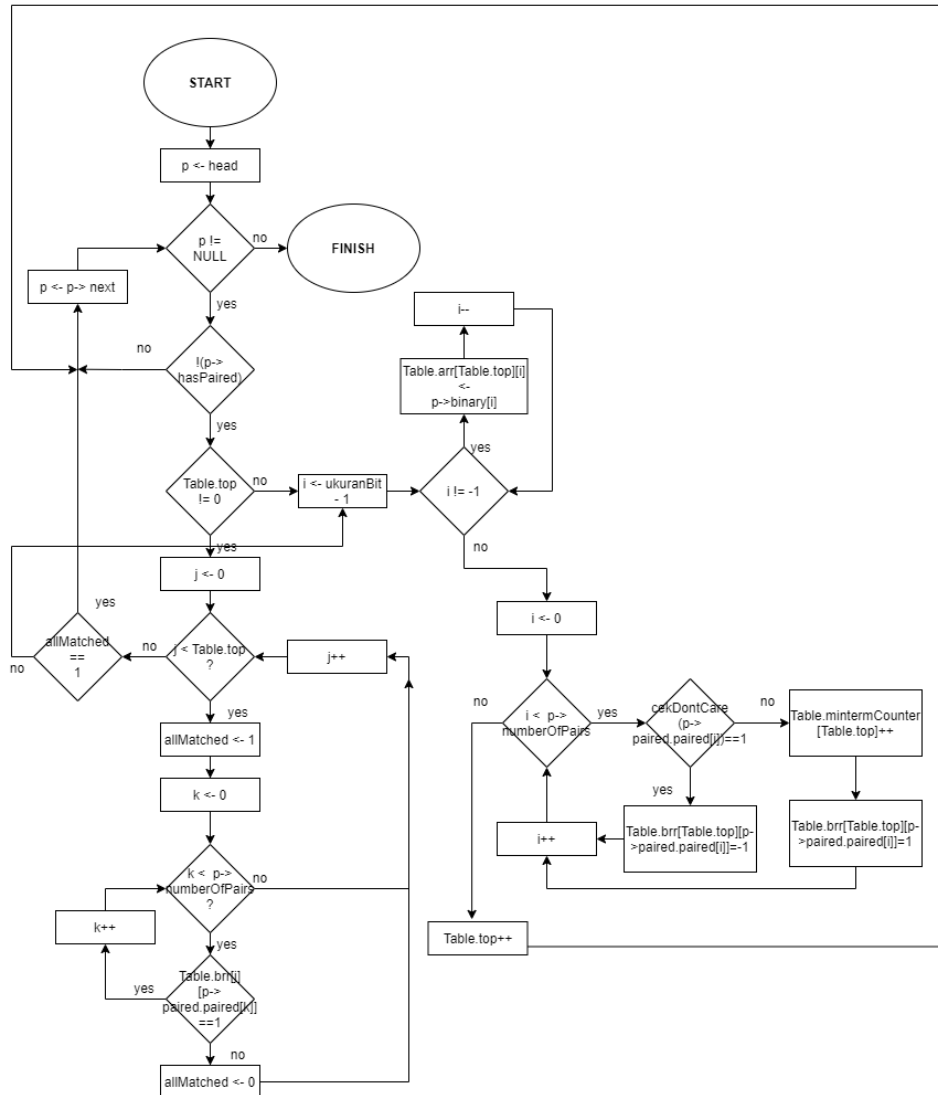 START
p <- head
p !=
NULL
no
FINISH
p <- p-> next
yes
i--
no
!(p->
hasPaired)
Table.arr[Table.top][i]
<-
p->binary[i]
yes
yes
Table.top
!= 0
no
i <- ukuranBit
- 1
i != -1
yes
no
j <- 0
i <- 0
yes
allMatched
==
1
no
no
j < Table.top
?
j++
yes
no
i <  p->
numberOfPairs
yes
cekDontCare
(p->
paired.paired[i])==1
no
Table.mintermCounter
[Table.top]++
allMatched <- 1
yes
k <- 0
i++
Table.brr[Table.top][p-
>paired.paired[i]]=-1
Table.brr[Table.top][p-
>paired.paired[i]]=1
k <  p->
numberOfPairs
?
no
k++
Table.top++
yes
Table.brr[j]
[p->
paired.paired[k]]
==1
yes
no
allMatched <- 0